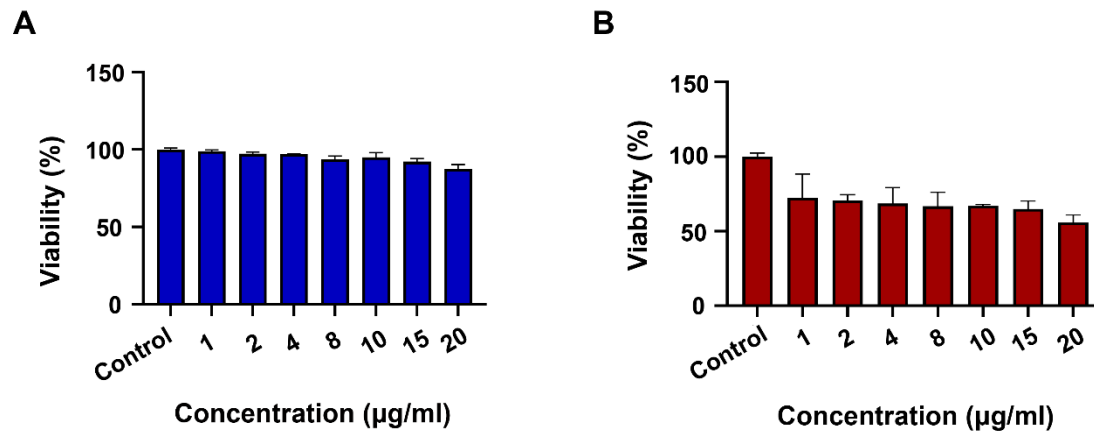 A
150
100
50
0
Viability (%)
Control 1 2 4 8 10 15 20
Concentration (µg/ml)
B
150
100
50
0
Viability (%)
Control 1 2 4 8 10 15 20
Concentration (µg/ml)